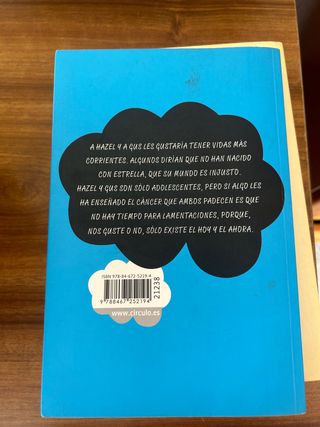 A HAZEL Y A GUS LES GUSTARÍA TENER VIDAS MÁS
CORRIENTES. ALGUNOS DIRÍAN QUE NO HAN NACIDO
CON ESTRELLA, QUE SU MUNDO ES INJUSTO.
HAZEL Y GUS SON SÓLO ADOLESCENTES, PERO SI ALGO LES
HA ENSEÑADO EL CÁNCER QUE AMBOS PADECEN ES QUE
NO HAY TIEMPO PARA LAMENTACIONES, PORQUE,
NOS GUSTE O NO, SÓLO EXISTE EL HOY Y EL AHORA.
ISBN 978-84-672-5219-4
9 788467 252194
21238
www.circulo.es